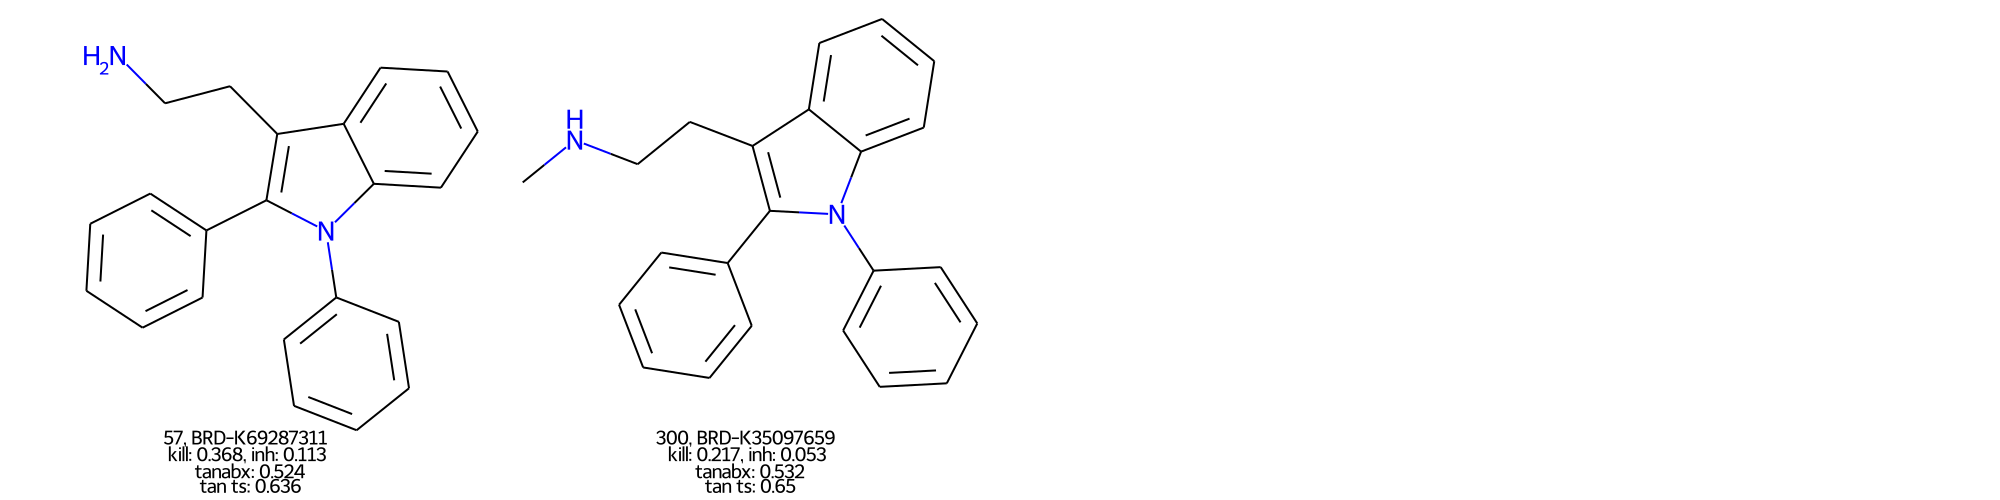 H2N
N
57, BRD-K69287311
kill: 0.368, inh: 0.113
tanabx: 0.524
tan ts: 0.636
H
N
N
300, BRD-K35097659
kill: 0.217, inh: 0.053
tanabx: 0.532
tan ts: 0.65